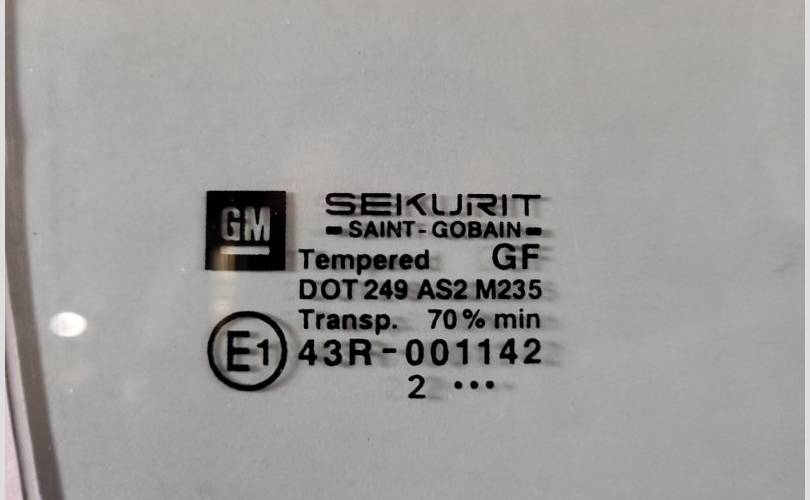 GM
SEKURIT
SAINT-GOBAIN
Tempered GF
DOT 249 AS2 M235
Transp. 70% min
E1 43R-001142
2 •••